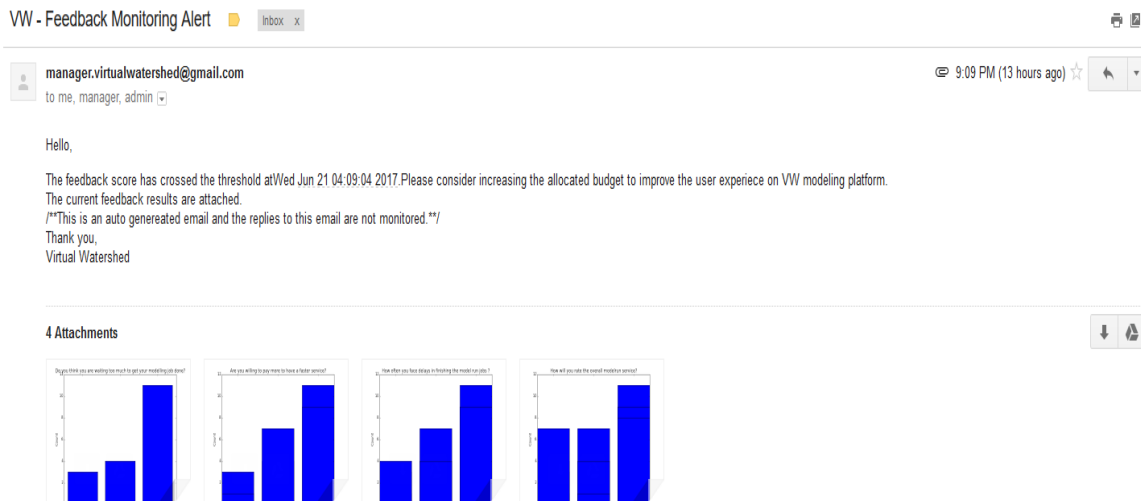 VW - Feedback Monitoring Alert
Inbox x
manager.virtualwatershed@gmail.com
9:09 PM (13 hours ago)
to me, manager, admin
Hello,
The feedback score has crossed the threshold atWed Jun 21 04:09:04 2017.Please consider increasing the allocated budget to improve the user experiece on VW modeling platform.
The current feedback results are attached.
/**This is an auto genereated email and the replies to this email are not monitored.**/
Thank you,
Virtual Watershed
4 Attachments
Do you think you are waiting too much to get your modelling job done?
Are you willing to pay more to have a faster service?
How often you face delays in finishing the model run jobs ?
How will you rate the overall modelrun service?